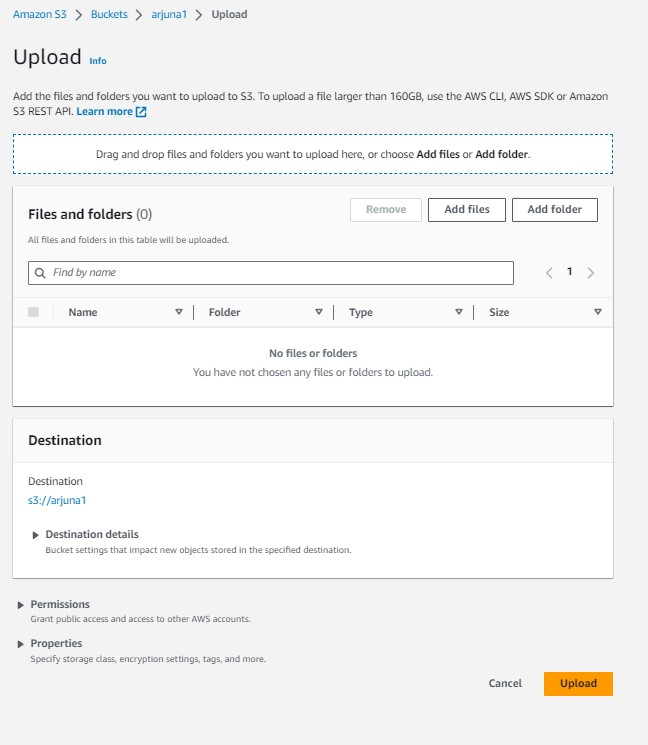 Amazon S3 > Buckets > arjuna1 > Upload
Upload Info
Add the files and folders you want to upload to S3. To upload a file larger than 160GB, use the AWS CLI, AWS SDK or Amazon
S3 REST API. Learn more
Drag and drop files and folders you want to upload here, or choose Add files or Add folder.
Files and folders (0)
Remove
Add files
Add folder
All files and folders in this table will be uploaded.
Find by name
< 1 >
Name Folder Type Size
No files or folders
You have not chosen any files or folders to upload.
Destination
Destination
s3://arjuna1
Destination details
Bucket settings that impact new objects stored in the specified destination.
Permissions
Grant public access and access to other AWS accounts.
Properties
Specify storage class, encryption settings, tags, and more.
Cancel Upload